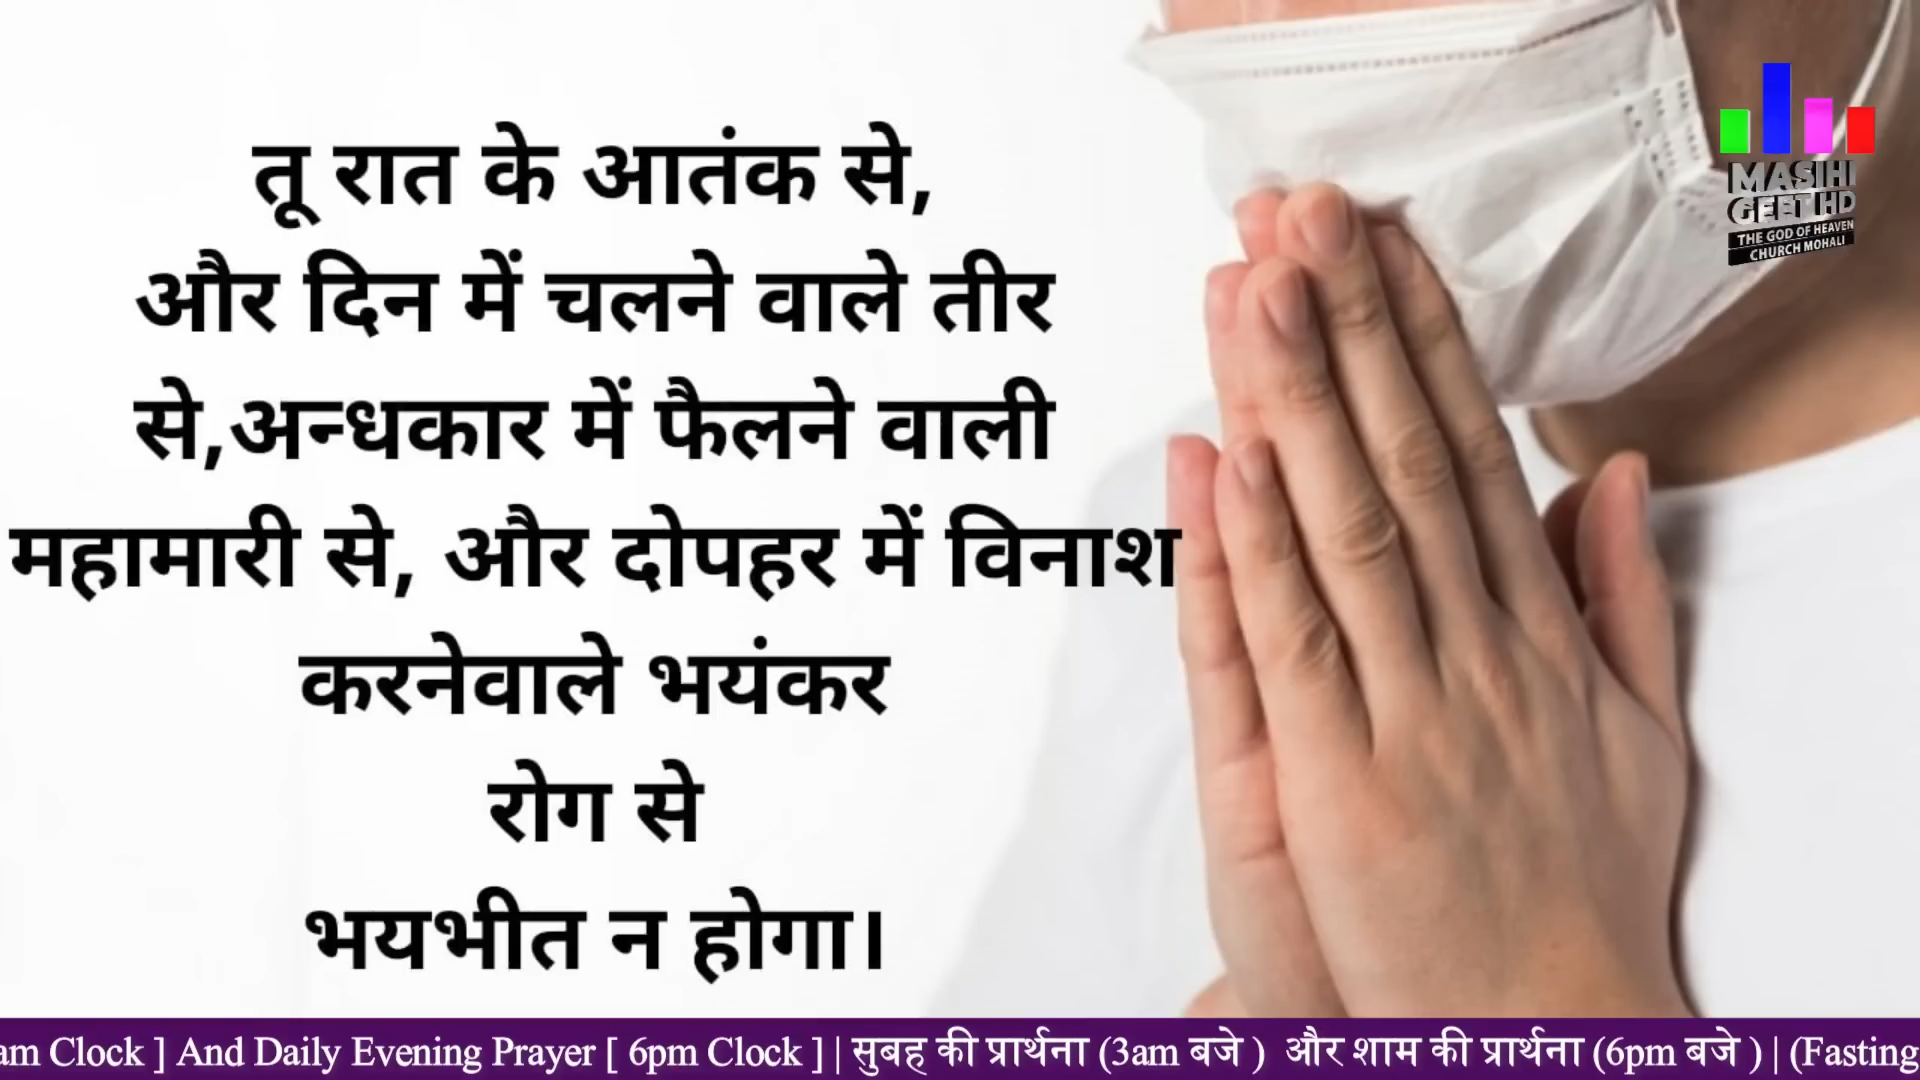 तू रात के आतंक से,
और दिन में चलने वाले तीर
से,अन्धकार में फैलने वाली
महामारी से, और दोपहर में विनाश
करनेवाले भयंकर
रोग से
भयभीत न होगा।
MASIHI
GEET HD
THE GOD OF HEAVEN
CHURCH MOHALI
am Clock ] And Daily Evening Prayer [ 6pm Clock ] | सुबह की प्रार्थना (3am बजे ) और शाम की प्रार्थना (6pm बजे ) | (Fasting